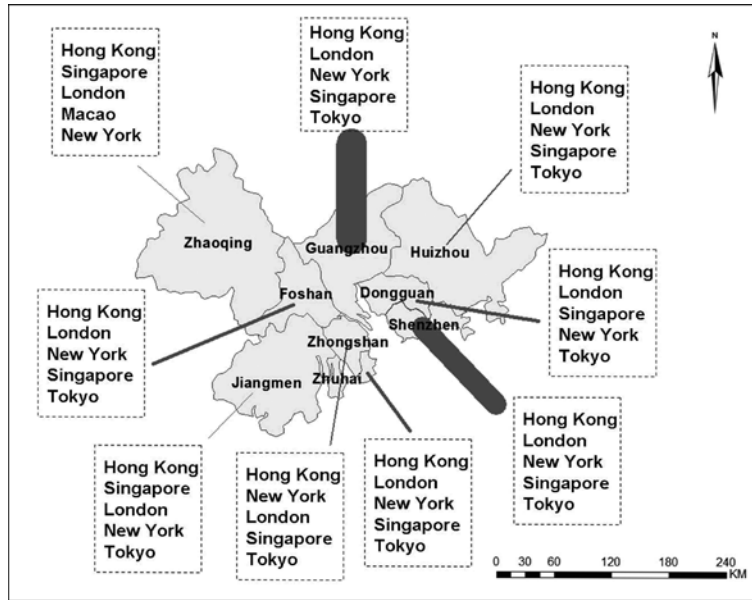 N
Hong Kong
Singapore
London
Macao
New York
Hong Kong
London
New York
Singapore
Tokyo
Hong Kong
London
New York
Singapore
Tokyo
Zhaoqing
Guangzhou
Huizhou
Foshan
Dongguan
Shenzhen
Zhongshan
Jiangmen
Zhuhai
Hong Kong
London
Singapore
New York
Tokyo
Hong Kong
London
New York
Singapore
Tokyo
Hong Kong
Singapore
London
New York
Tokyo
Hong Kong
New York
London
Singapore
Tokyo
Hong Kong
London
New York
Singapore
Tokyo
Hong Kong
London
New York
Singapore
Tokyo
0 30 60 120 180 240
KM